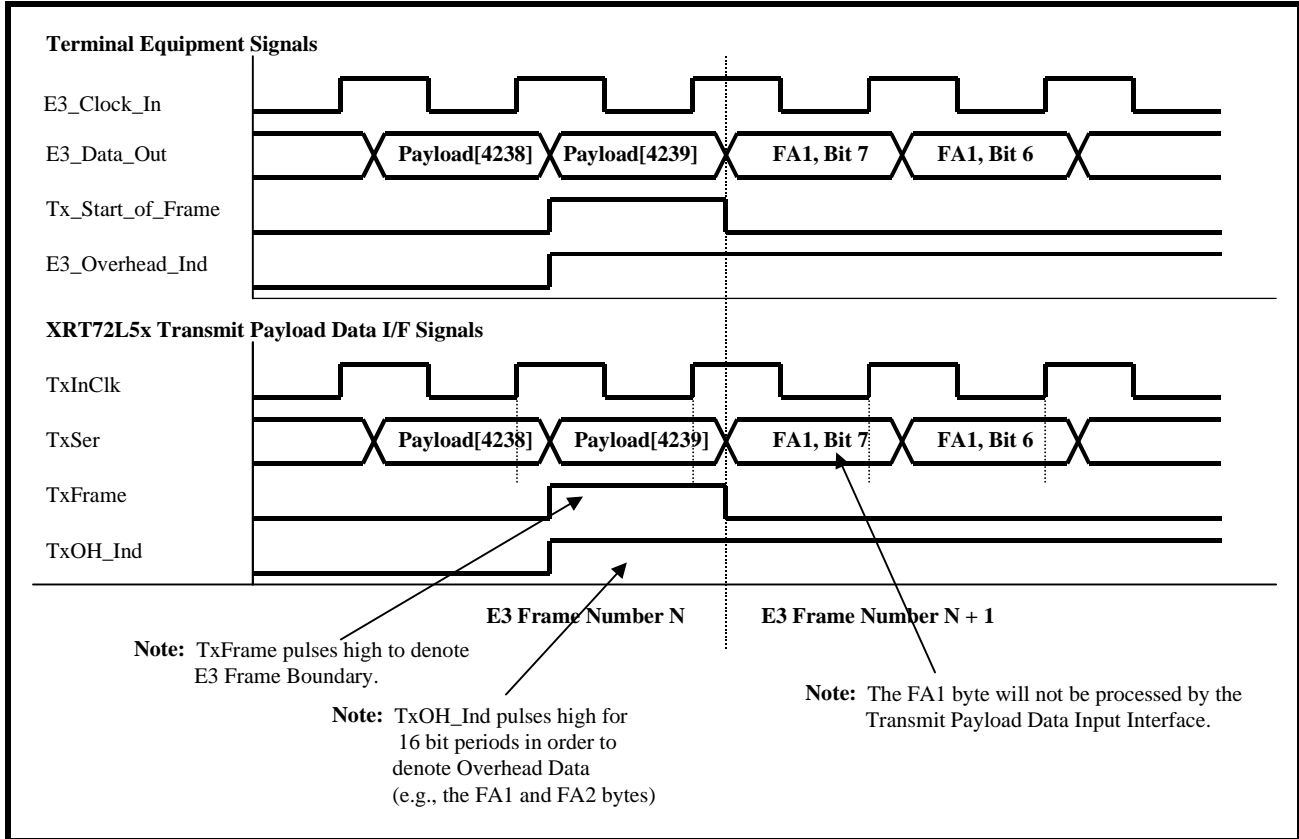 Terminal Equipment Signals
E3_Clock_In
E3_Data_Out
Payload[4238]
Payload[4239]
FA1, Bit 7
FA1, Bit 6
Tx_Start_of_Frame
E3_Overhead_Ind
XRT72L5x Transmit Payload Data I/F Signals
TxInClk
TxSer
Payload[4238]
Payload[4239]
FA1, Bit 7
FA1, Bit 6
TxFrame
TxOH_Ind
E3 Frame Number N
E3 Frame Number N + 1
Note: TxFrame pulses high to denote
E3 Frame Boundary.
Note: The FA1 byte will not be processed by the
Transmit Payload Data Input Interface.
Note: TxOH_Ind pulses high for
16 bit periods in order to
denote Overhead Data
(e.g., the FA1 and FA2 bytes)